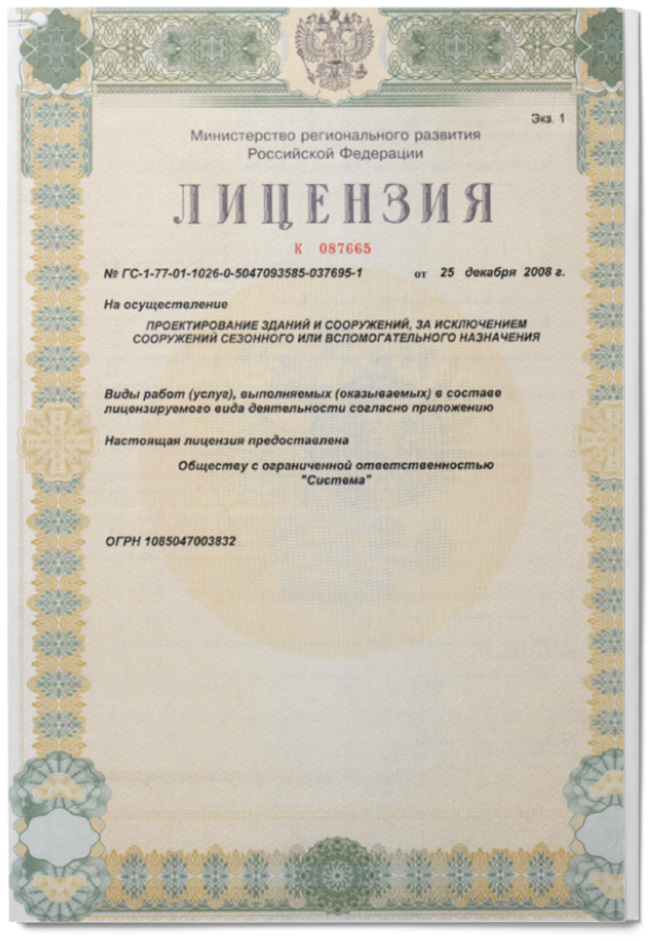 Экз. 1
Министерство регионального развития
Российской Федерации
ЛИЦЕНЗИЯ
К 087665
№ ГС-1-77-01-1026-0-5047093585-037695-1 от 25 декабря 2008 г.
На осуществление
ПРОЕКТИРОВАНИЕ ЗДАНИЙ И СООРУЖЕНИЙ, ЗА ИСКЛЮЧЕНИЕМ
СООРУЖЕНИЙ СЕЗОННОГО ИЛИ ВСПОМОГАТЕЛЬНОГО НАЗНАЧЕНИЯ
Виды работ (услуг), выполняемых (оказываемых) в составе
лицензируемого вида деятельности согласно приложению
Настоящая лицензия предоставлена
Обществу с ограниченной ответственностью
"Система"
ОГРН 1085047003832